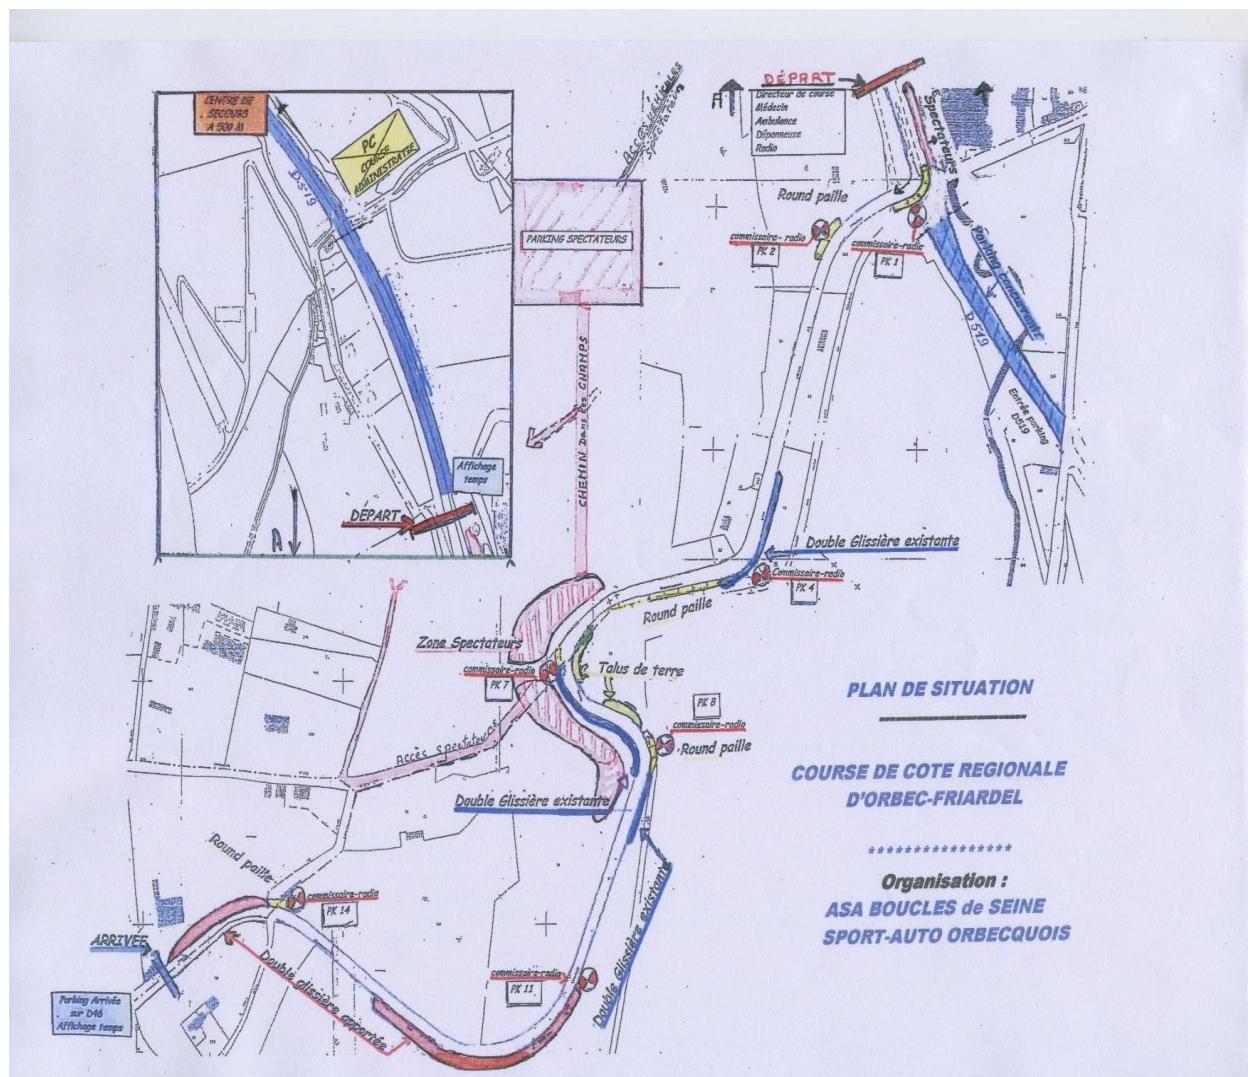 CENTRE DE
SECOURS
A 500 M
PC
COURSE
ADMINISTRATIF
D519
Affichage
temps
DEPART
A
ACCES VEHICULES
Spectateurs
PARKING SPECTATEURS
CHEMIN Dans les CHAMPS
A
DÉPART
Directeur de course
Médecin
Ambulance
Dépanneuse
Radio
Spectateurs
Round paille
commissaire-radio
PK 2
commissaire-radio
PK 1
Parking concurrents
D519
Entrée parking
D519
Double Glissière existante
Commissaire-radio
PK 4
Round paille
Zone Spectateurs
commissaire-radio
PK 7
Talus de terre
PK 8
commissaire-radio
Round paille
Accès Spectateurs
Double Glissière existante
Double Glissière existante
Round paille
commissaire-radio
PK 14
ARRIVEE
Double glissière apportée
commissaire-radio
PK 11
Parking Arrivée
sur D46
Affichage temps
PLAN DE SITUATION
COURSE DE COTE REGIONALE
D'ORBEC-FRIARDEL
****************
Organisation :
ASA BOUCLES de SEINE
SPORT-AUTO ORBECQUOIS